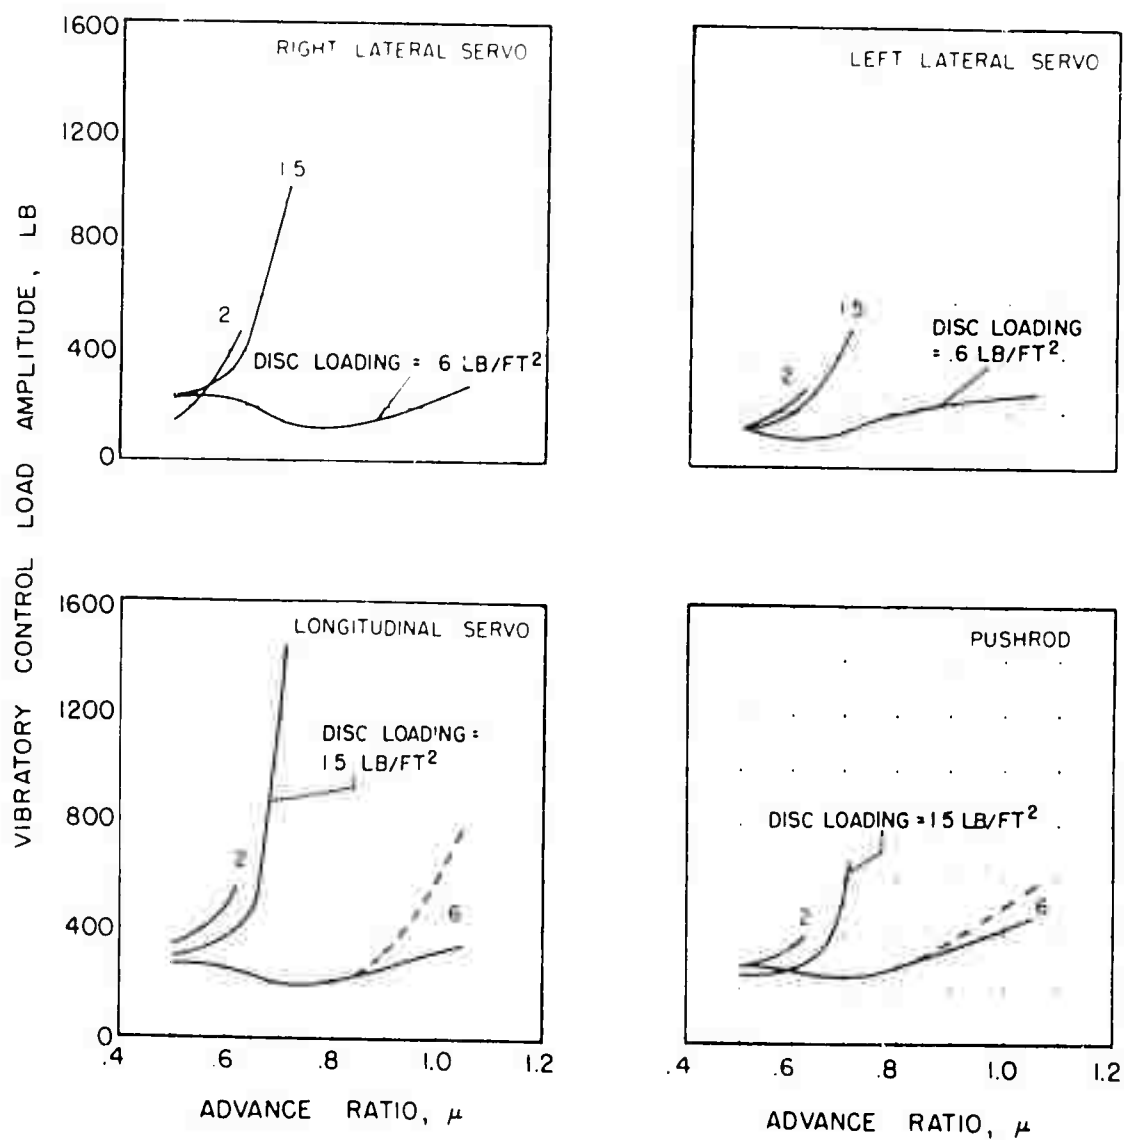 VIBRATORY CONTROL LOAD AMPLITUDE, LB
RIGHT LATERAL SERVO
1600
1200
800
400
0
15
2
DISC LOADING = 6 LB/FT²
LEFT LATERAL SERVO
15
2
DISC LOADING
= .6 LB/FT².
LONGITUDINAL SERVO
1600
1200
800
400
0
DISC LOADING =
15 LB/FT²
2
6
.4 .6 .8 1.0 1.2
ADVANCE RATIO, μ
PUSHROD
DISC LOADING = 15 LB/FT²
2
6
.4 .6 .8 1.0 1.2
ADVANCE RATIO, μ